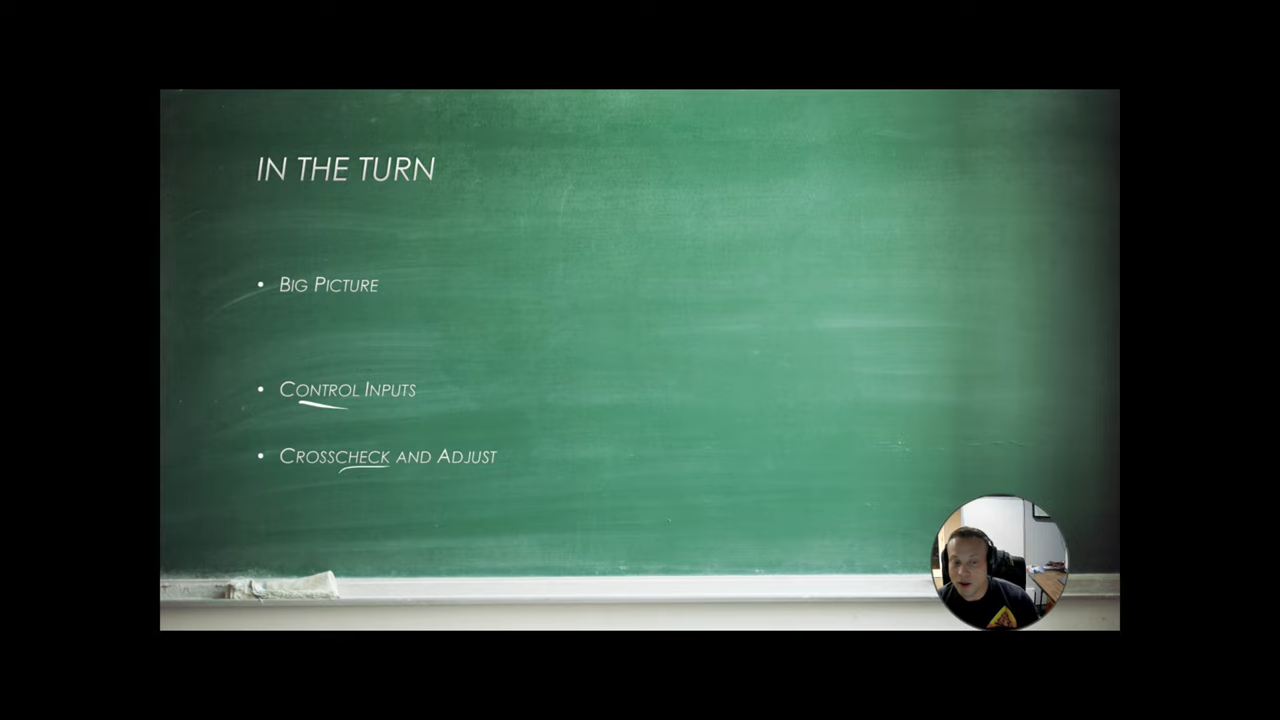 IN THE TURN
• BIG PICTURE
• CONTROL INPUTS
• CROSSCHECK AND ADJUST